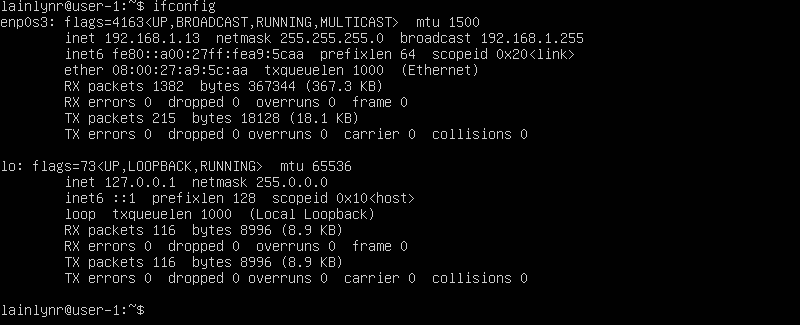 lainlynr@user-1:~$ ifconfig
enp0s3: flags=4163<UP,BROADCAST,RUNNING,MULTICAST>  mtu 1500
        inet 192.168.1.13  netmask 255.255.255.0  broadcast 192.168.1.255
        inet6 fe80::a00:27ff:fea9:5caa  prefixlen 64  scopeid 0x20<link>
        ether 08:00:27:a9:5c:aa  txqueuelen 1000  (Ethernet)
        RX packets 1382  bytes 367344 (367.3 KB)
        RX errors 0  dropped 0  overruns 0  frame 0
        TX packets 215  bytes 18128 (18.1 KB)
        TX errors 0  dropped 0 overruns 0  carrier 0  collisions 0

lo: flags=73<UP,LOOPBACK,RUNNING>  mtu 65536
        inet 127.0.0.1  netmask 255.0.0.0
        inet6 ::1  prefixlen 128  scopeid 0x10<host>
        loop  txqueuelen 1000  (Local Loopback)
        RX packets 116  bytes 8996 (8.9 KB)
        RX errors 0  dropped 0  overruns 0  frame 0
        TX packets 116  bytes 8996 (8.9 KB)
        TX errors 0  dropped 0 overruns 0  carrier 0  collisions 0

lainlynr@user-1:~$